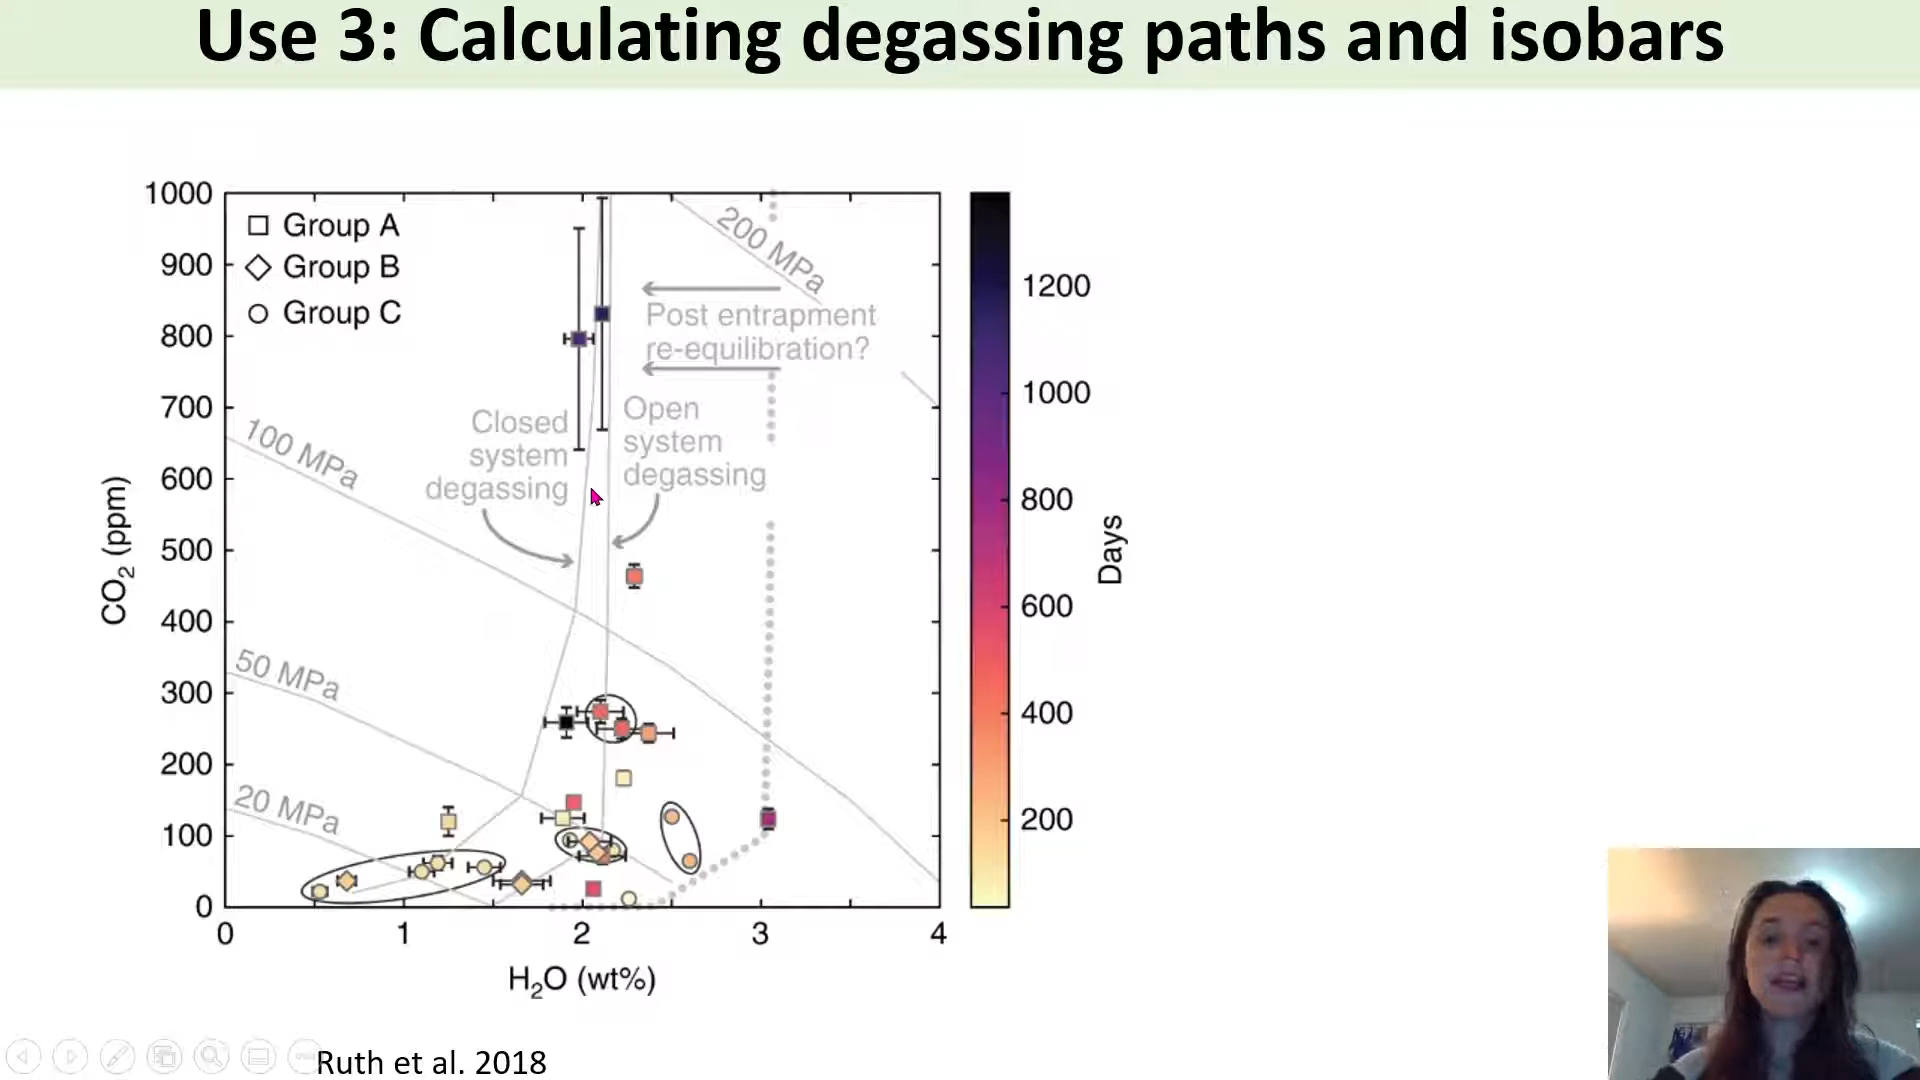 Use 3: Calculating degassing paths and isobars
1000
900
800
700
600
500
400
300
200
100
0
CO2 (ppm)
Group A
Group B
Group C
200 MPa
100 MPa
50 MPa
20 MPa
Post entrapment
re-equilibration?
Closed
system
degassing
Open
system
degassing
0 1 2 3 4
H2O (wt%)
1200
1000
800
600
400
200
Days
Ruth et al. 2018